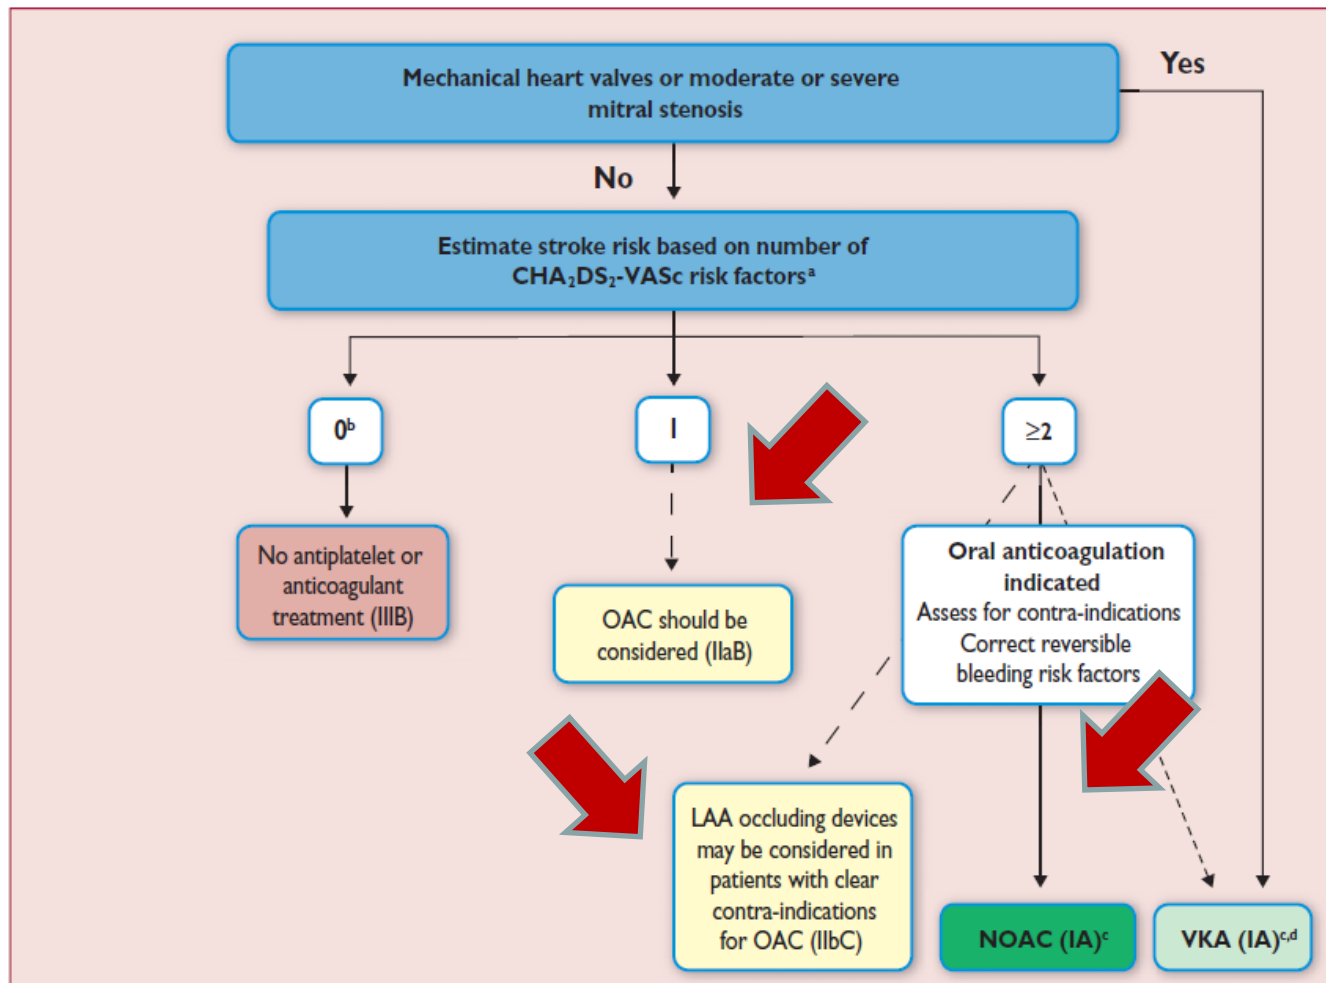 Mechanical heart valves or moderate or severe
mitral stenosis
Yes
No
Estimate stroke risk based on number of
CHA₂DS₂-VASc risk factorsᵃ
0ᵇ
1
≥2
No antiplatelet or
anticoagulant
treatment (IIIB)
OAC should be
considered (IIaB)
Oral anticoagulation
indicated
Assess for contra-indications
Correct reversible
bleeding risk factors
LAA occluding devices
may be considered in
patients with clear
contra-indications
for OAC (IIbC)
NOAC (IA)ᶜ
VKA (IA)ᶜ,ᵈ